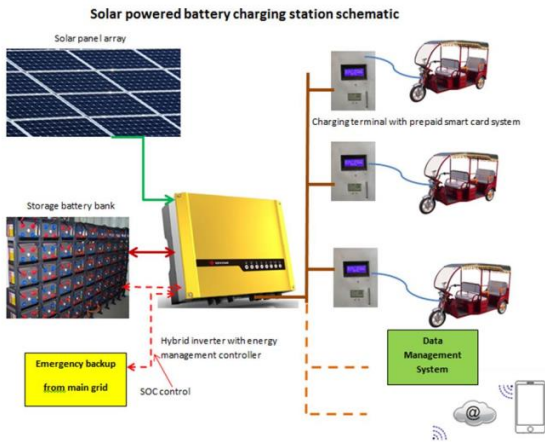 Solar powered battery charging station schematic
Solar panel array
Charging terminal with prepaid smart card system
Storage battery bank
Hybrid inverter with energy
management controller
Emergency backup
from main grid
SOC control
Data
Management
System
@